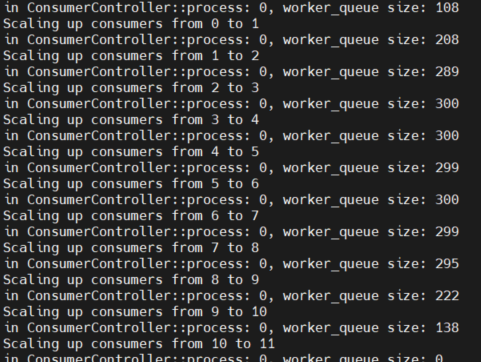 in ConsumerController::process: 0, worker_queue size: 108
Scaling up consumers from 0 to 1
in ConsumerController::process: 0, worker_queue size: 208
Scaling up consumers from 1 to 2
in ConsumerController::process: 0, worker_queue size: 289
Scaling up consumers from 2 to 3
in ConsumerController::process: 0, worker_queue size: 300
Scaling up consumers from 3 to 4
in ConsumerController::process: 0, worker_queue size: 300
Scaling up consumers from 4 to 5
in ConsumerController::process: 0, worker_queue size: 299
Scaling up consumers from 5 to 6
in ConsumerController::process: 0, worker_queue size: 300
Scaling up consumers from 6 to 7
in ConsumerController::process: 0, worker_queue size: 299
Scaling up consumers from 7 to 8
in ConsumerController::process: 0, worker_queue size: 295
Scaling up consumers from 8 to 9
in ConsumerController::process: 0, worker_queue size: 222
Scaling up consumers from 9 to 10
in ConsumerController::process: 0, worker_queue size: 138
Scaling up consumers from 10 to 11
in ConsumerController::process: 0, worker_queue size: 0